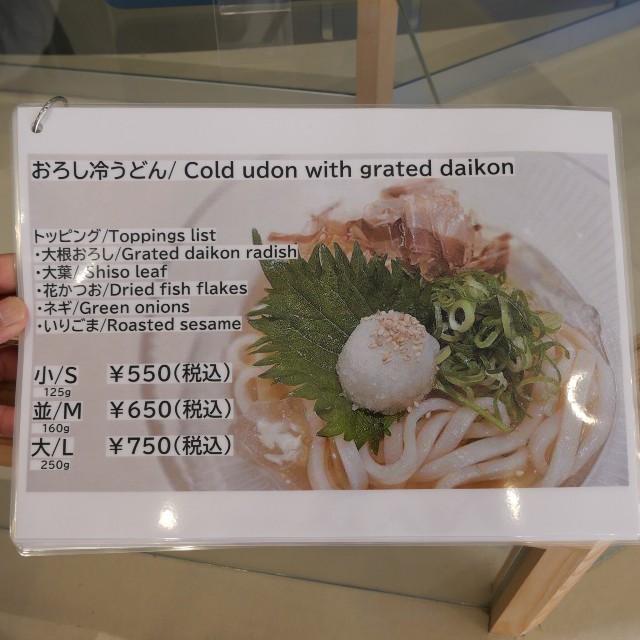 おろし冷うどん/ Cold udon with grated daikon
トッピング/Toppings list
・大根おろし/Grated daikon radish
・大葉/ Shiso leaf
・花かつお/Dried fish flakes
・ネギ/Green onions
・いりごま/Roasted sesame
小/S ￥550(税込)
125g
並/M ￥650(税込)
160g
大/L ￥750(税込)
250g